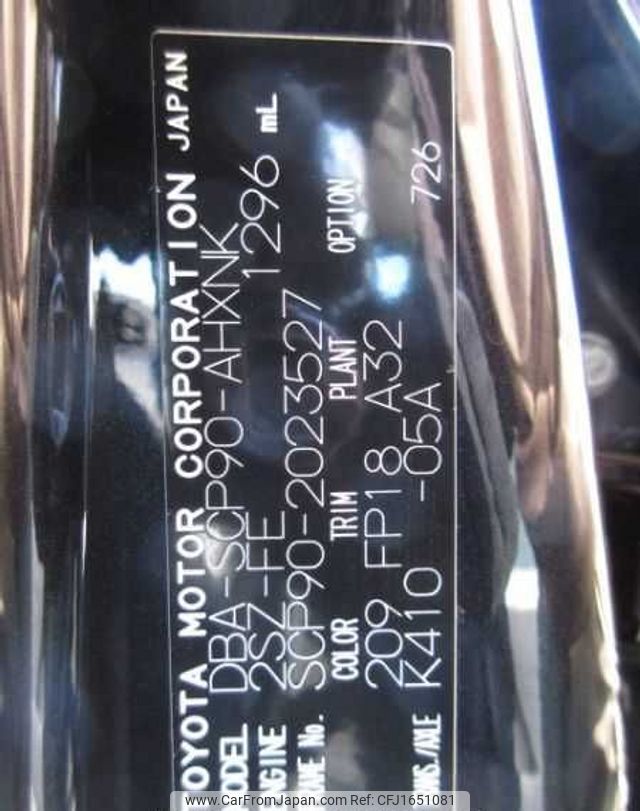 TOYOTA MOTOR CORPORATION JAPAN
MODEL DBA-SCP90-AHXNK
ENGINE 2SZ-FE 1296 mL
FRAME No. SCP90-2023527
COLOR TRIM PLANT OPTION
209 FP18 A32
TRANS./AXLE K410 -05A 726
www.CarFromJapan.com - CFJ1651081